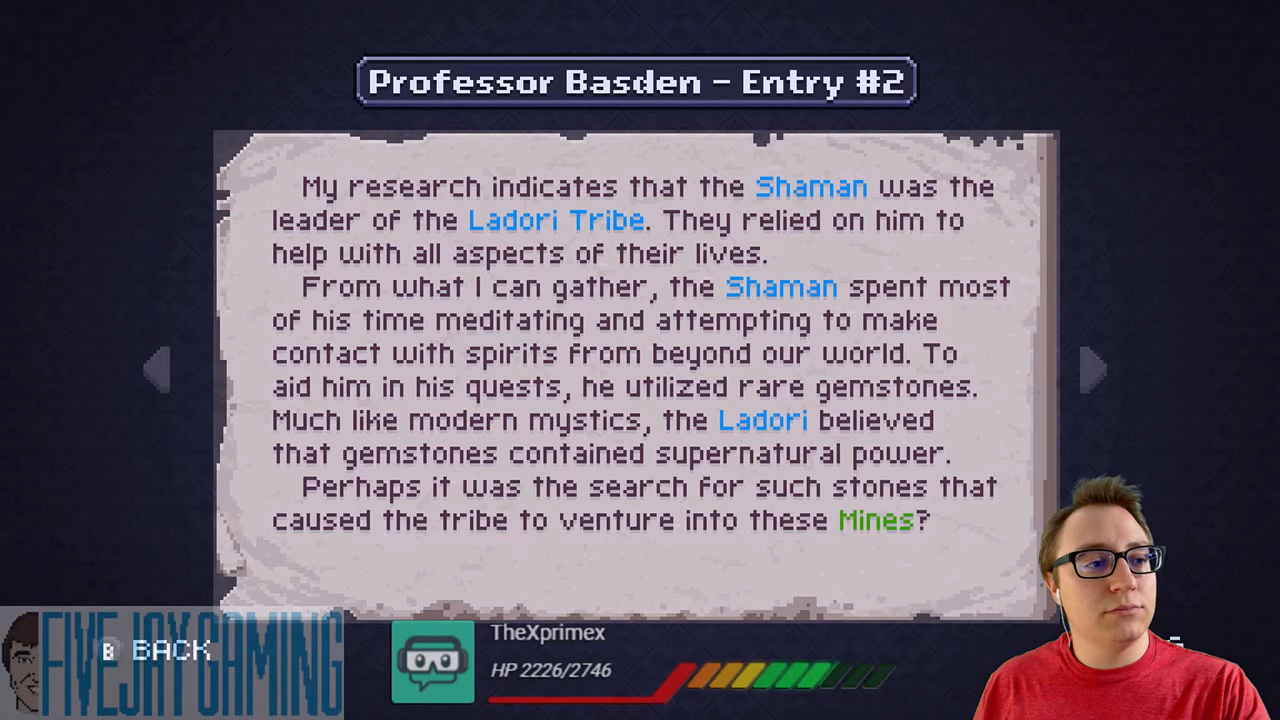 Professor Basden - Entry #2
My research indicates that the Shaman was the
leader of the Ladori Tribe. They relied on him to
help with all aspects of their lives.
From what I can gather, the Shaman spent most
of his time meditating and attempting to make
contact with spirits from beyond our world. To
aid him in his quests, he utilized rare gemstones.
Much like modern mystics, the Ladori believed
that gemstones contained supernatural power.
Perhaps it was the search for such stones that
caused the tribe to venture into these Mines?
FIVE JAY GAMING
B BACK
TheXprimex
HP 2226/2746